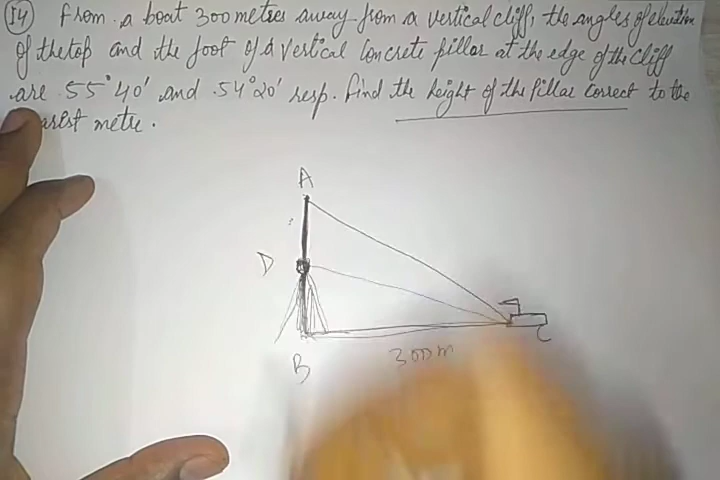 14 From a boat 300 metres away from a vertical cliff, the angles of elevation
of the top and the foot of a vertical concrete pillar at the edge of the cliff
are 55°40' and 54°20' resp. Find the height of the pillar correct to the
metre.
A
D
B
300m
C